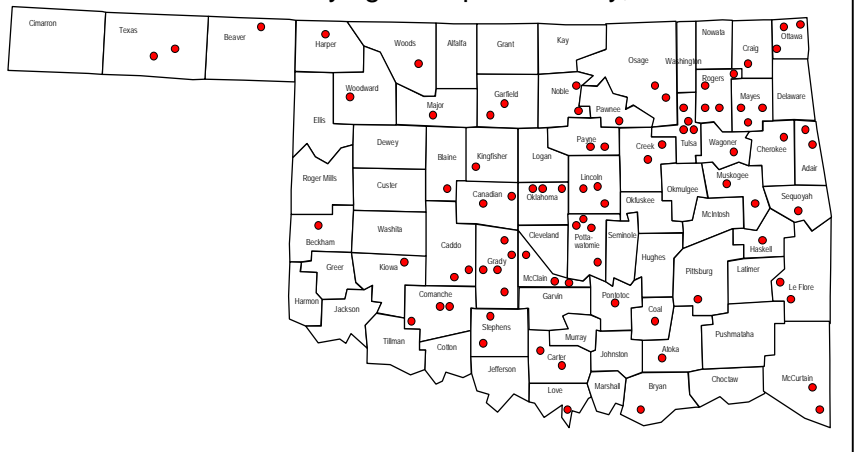 Cimarron
Texas
Beaver
Harper
Woods
Alfalfa
Grant
Kay
Osage
Washington
Nowata
Craig
Ottawa
Rogers
Woodward
Major
Garfield
Noble
Pawnee
Mayes
Delaware
Ellis
Dewey
Blaine
Kingfisher
Logan
Payne
Creek
Tulsa
Wagoner
Cherokee
Adair
Roger Mills
Custer
Canadian
Oklahoma
Lincoln
Okfuskee
Okmulgee
Muskogee
Sequoyah
McIntosh
Beckham
Washita
Caddo
Grady
Cleveland
Potta-
watomie
Seminole
Hughes
Haskell
Greer
Kiowa
McClain
Pittsburg
Latimer
Le Flore
Harmon
Jackson
Comanche
Garvin
Pontotoc
Coal
Stephens
Tillman
Cotton
Murray
Johnston
Atoka
Pushmataha
Carter
Jefferson
Love
Marshall
Bryan
Choctaw
McCurtain